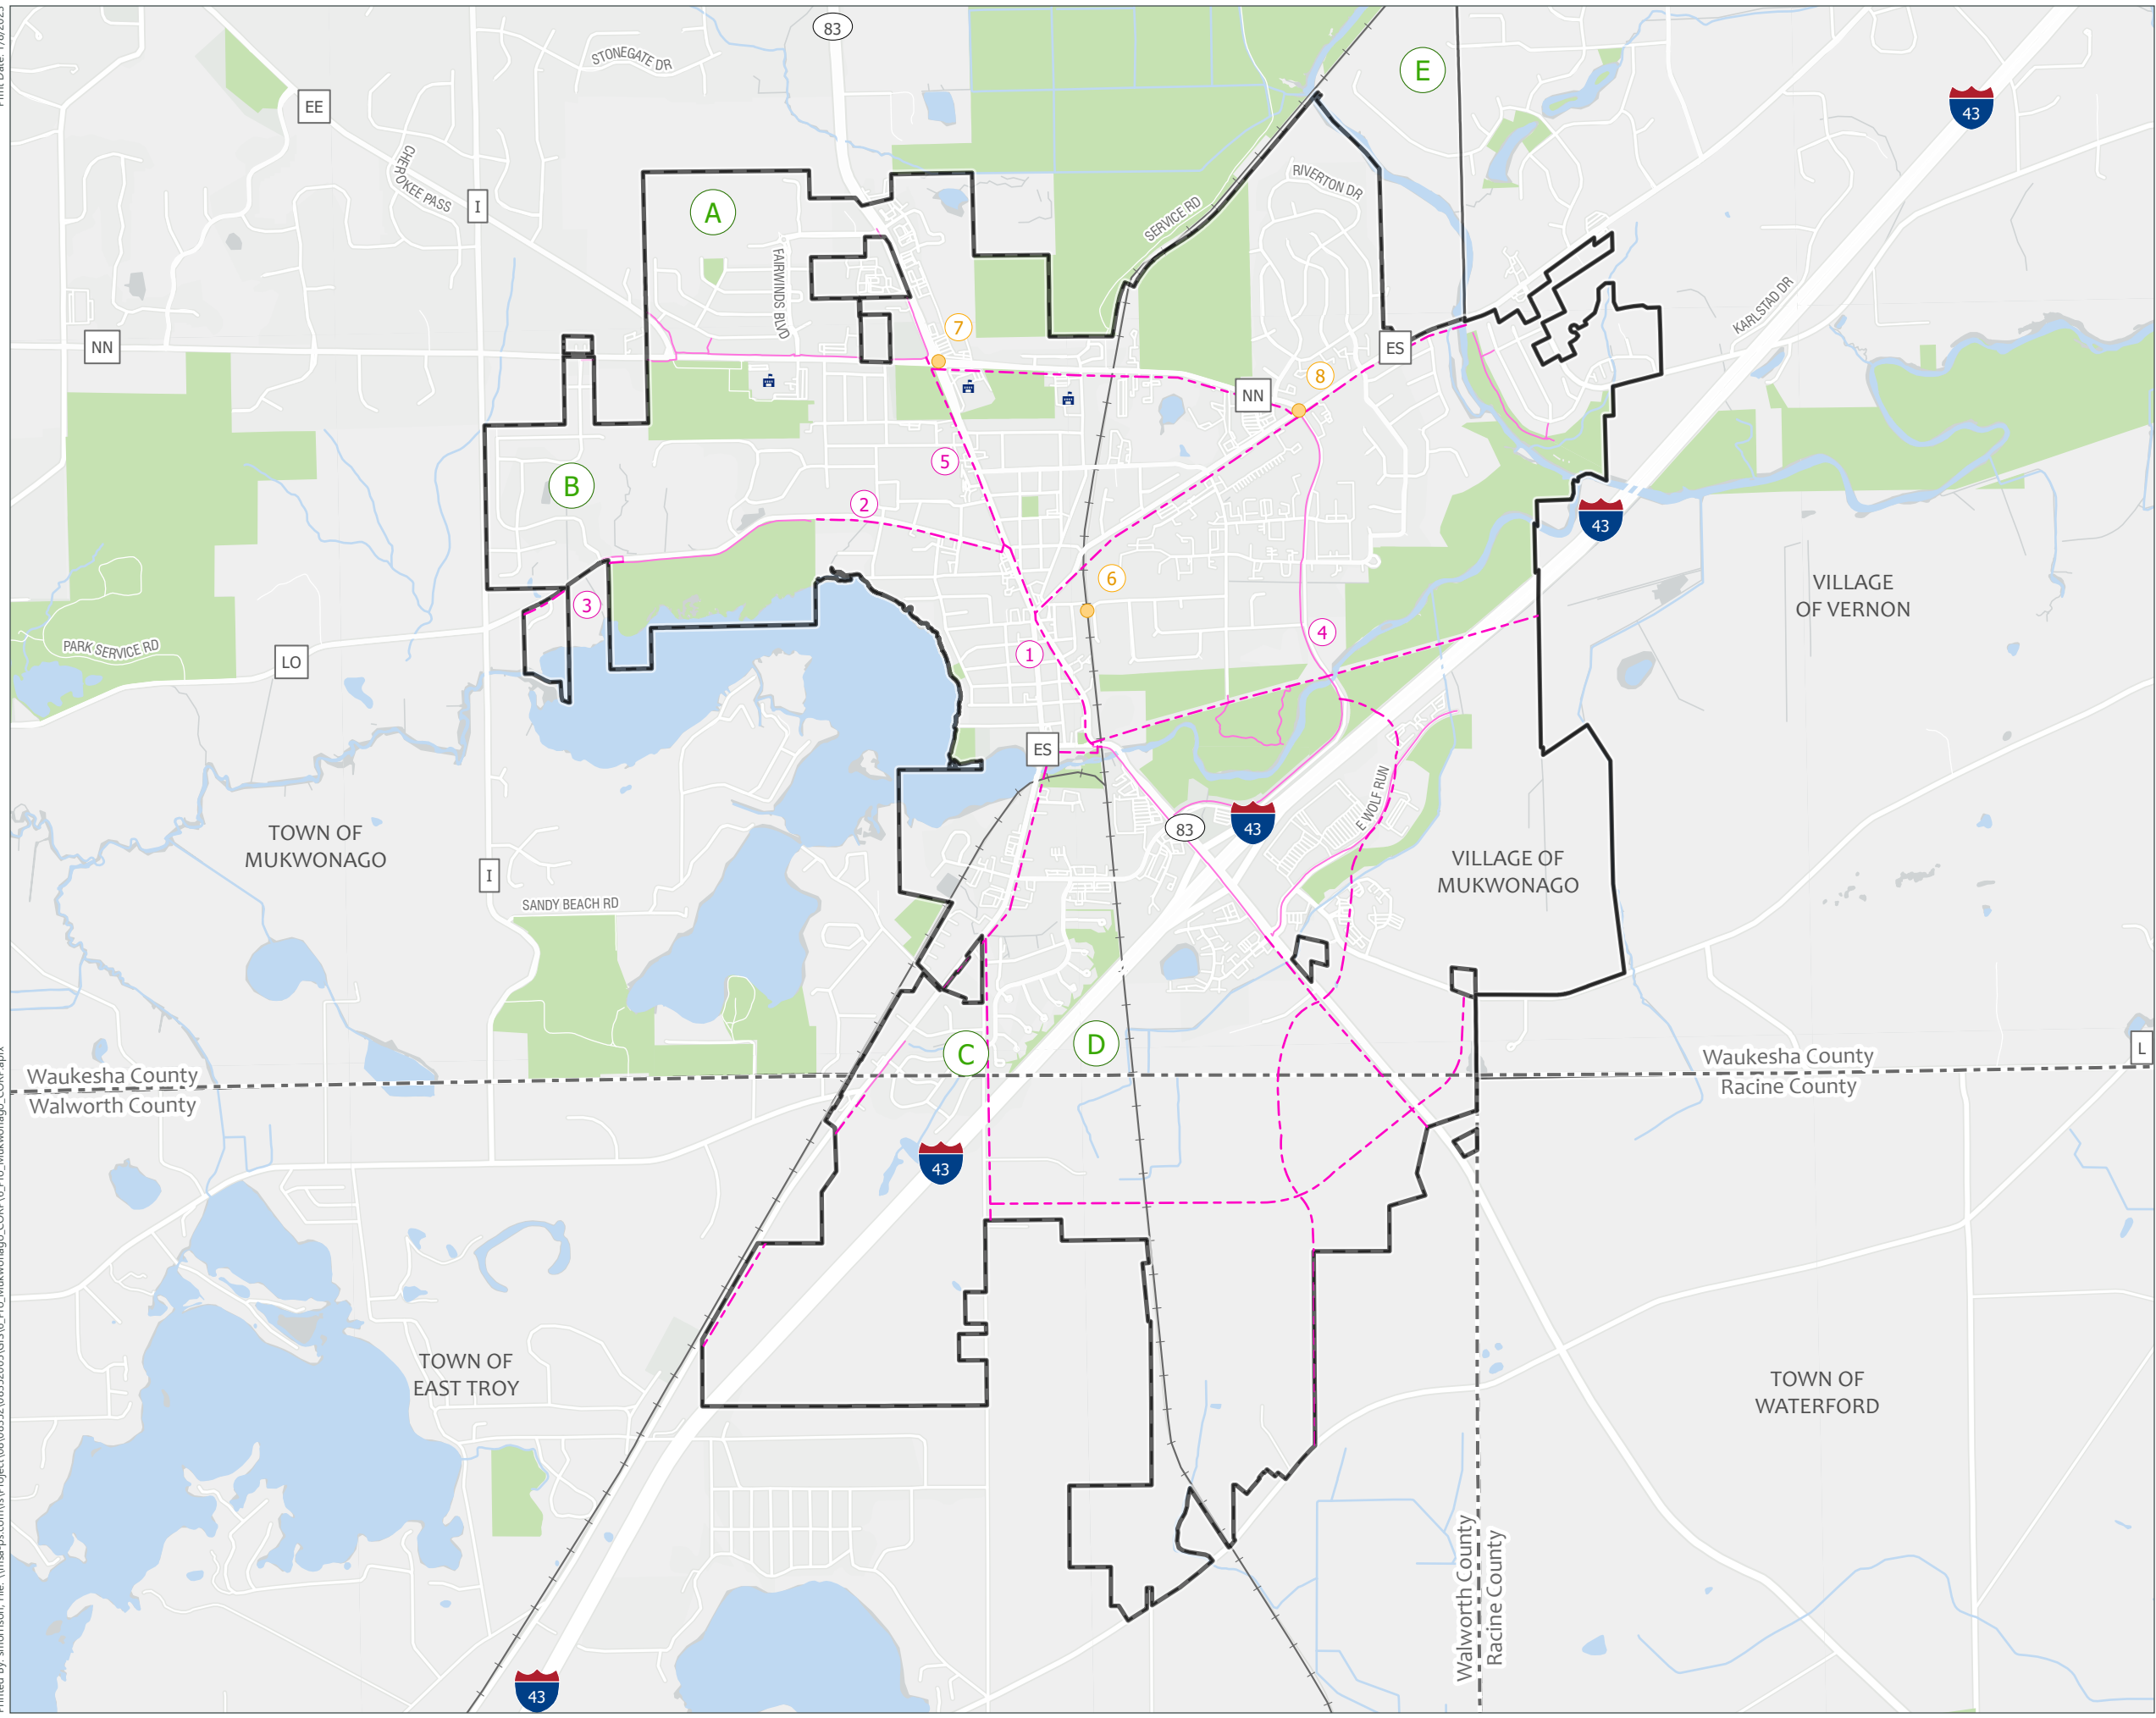 83
E
STONEGATE DR
EE
43
CHEROKEE PASS
I
A
RIVERTON DR
SERVICE RD
FAIRWINDS BLVD
KARLSTAD DR
7
NN
ES
8
NN
5
B
2
43
6
VILLAGE
OF VERNON
3
4
PARK SERVICE RD
LO
1
ES
E WOLF RUN
83
43
TOWN OF
MUKWONAGO
VILLAGE OF
MUKWONAGO
I
SANDY BEACH RD
C
D
L
Waukesha County
Walworth County
Waukesha County
Racine County
43
TOWN OF
EAST TROY
TOWN OF
WATERFORD
Walworth County
Racine County
43